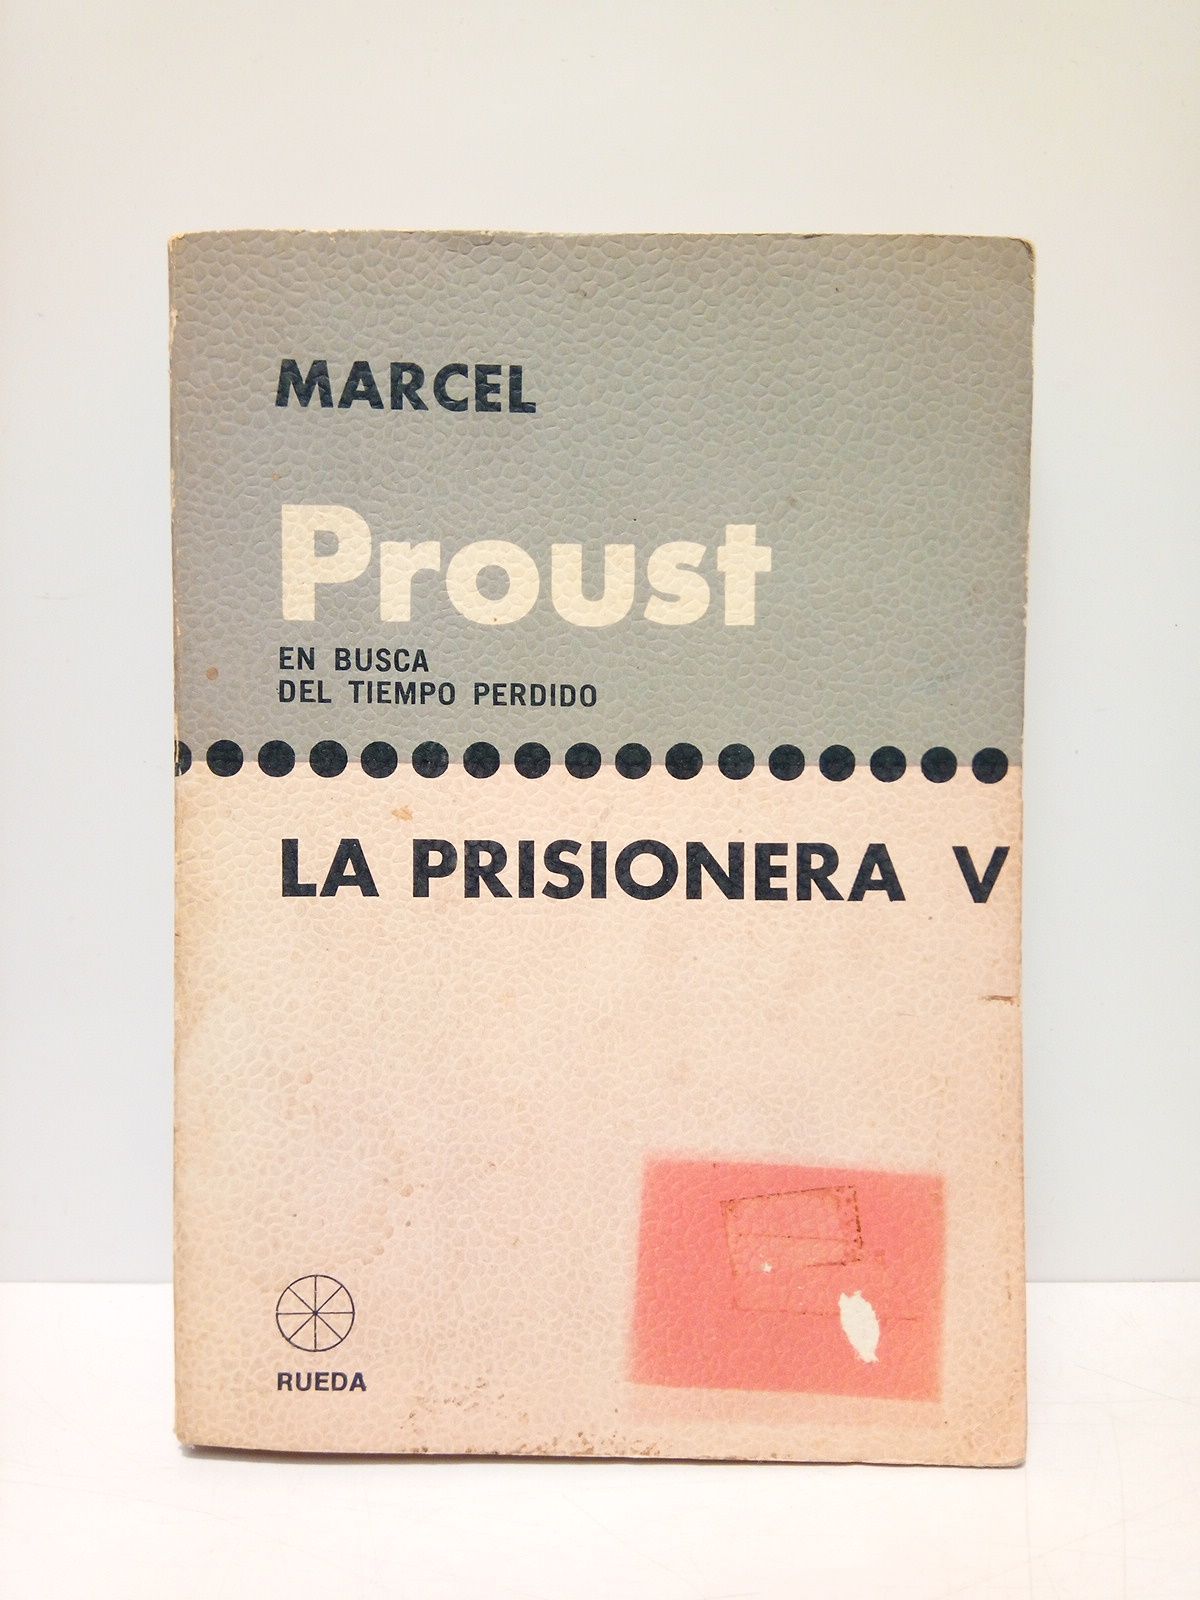 MARCEL
Proust
EN BUSCA
DEL TIEMPO PERDIDO
LA PRISIONERA V
RUEDA